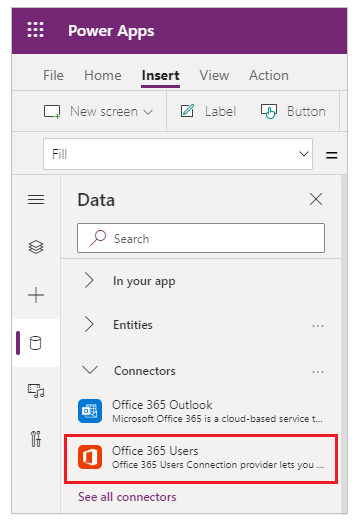 Power Apps
File Home Insert View Action
New screen Label Button
Fill =
Data
Search
In your app
Entities ...
Connectors ...
Office 365 Outlook
Microsoft Office 365 is a cloud-based service t...
Office 365 Users
Office 365 Users Connection provider lets you ...
See all connectors